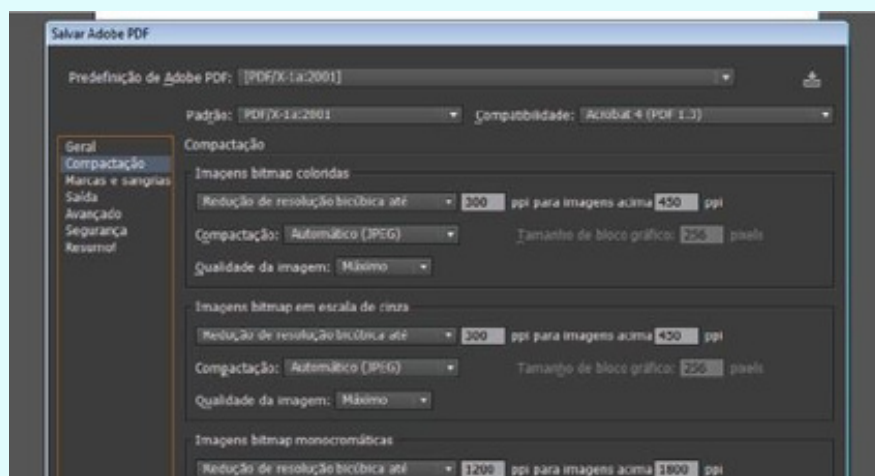 Salvar Adobe PDF
Predefinição de Adobe PDF: [PDF/X-1a:2001]
Padrão: PDF/X-1a:2001 Compatibilidade: Acrobat 4 (PDF 1.3)
Geral
Compactação
Marcas e sangrias
Saída
Avançado
Segurança
Resumo!
Compactação
Imagens bitmap coloridas
Redução de resolução bicúbica até 300 ppi para imagens acima 450 ppi
Compactação: Automático (JPEG) Tamanho de bloco gráfico: 256 pixels
Qualidade da imagem: Máximo
Imagens bitmap em escala de cinza
Redução de resolução bicúbica até 300 ppi para imagens acima 450 ppi
Compactação: Automático (JPEG) Tamanho de bloco gráfico: 256 pixels
Qualidade da imagem: Máximo
Imagens bitmap monocromáticas
Redução de resolução bicúbica até 1200 ppi para imagens acima 1800 ppi